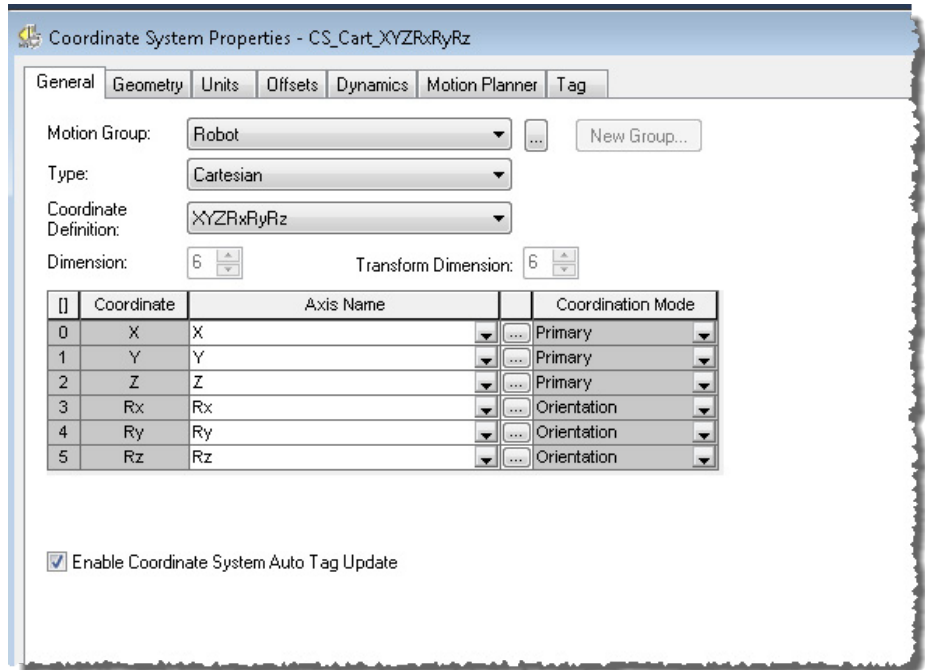 Coordinate System Properties - CS_Cart_XYZRxRyRz
General Geometry Units Offsets Dynamics Motion Planner Tag
Motion Group: Robot ... New Group...
Type: Cartesian
Coordinate
Definition: XYZRxRyRz
Dimension: 6 Transform Dimension: 6
[] Coordinate Axis Name Coordination Mode
0 X X ... Primary
1 Y Y ... Primary
2 Z Z ... Primary
3 Rx Rx ... Orientation
4 Ry Ry ... Orientation
5 Rz Rz ... Orientation
Enable Coordinate System Auto Tag Update